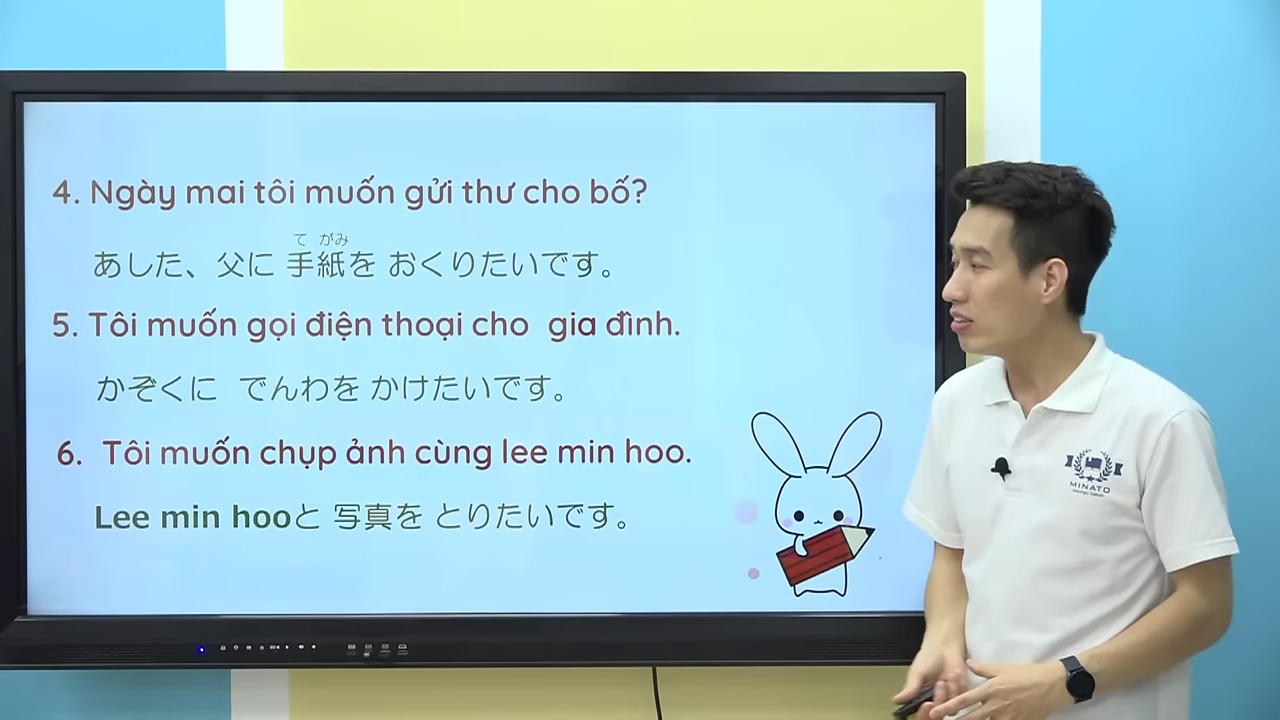 4. Ngày mai tôi muốn gửi thư cho bố?
て がみ
あした、父に 手紙を おくりたいです。
5. Tôi muốn gọi điện thoại cho gia đình.
かぞくに でんわを かけたいです。
6. Tôi muốn chụp ảnh cùng lee min hoo.
Lee min hooと 写真を とりたいです。
MINATO